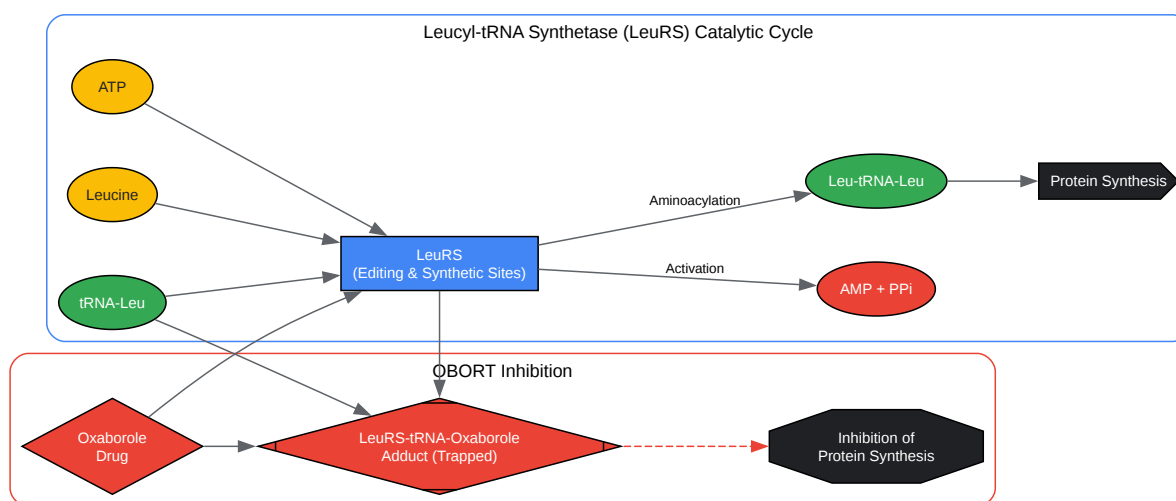 Leucyl-tRNA Synthetase (LeuRS) Catalytic Cycle
ATP
Leucine
tRNA-Leu
LeuRS
(Editing & Synthetic Sites)
Aminoacylation
Activation
Leu-tRNA-Leu
AMP + PPi
Protein Synthesis
OBORT Inhibition
Oxaborole
Drug
LeuRS-tRNA-Oxaborole
Adduct (Trapped)
Inhibition of
Protein Synthesis